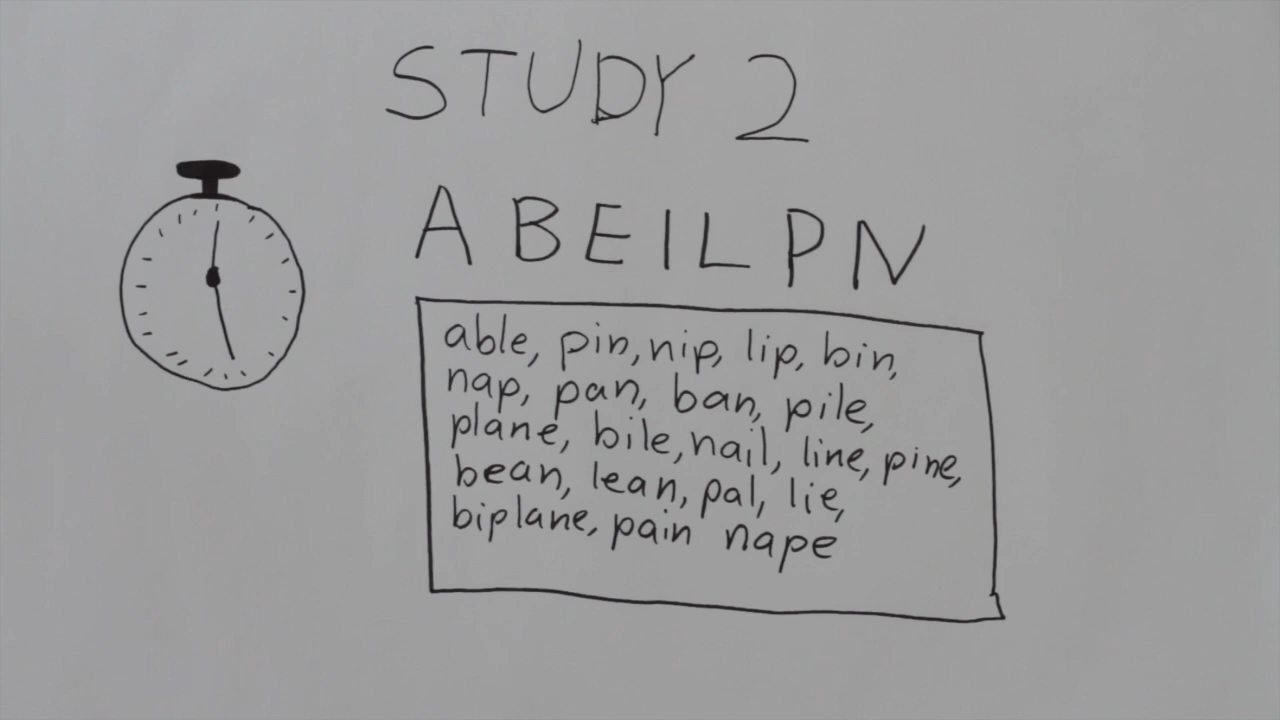 STUDY 2
ABEILPN
able, pin, nip, lip, bin,
nap, pan, ban, pile,
plane, bile, nail, line, pine,
bean, lean, pal, lie,
biplane, pain nape